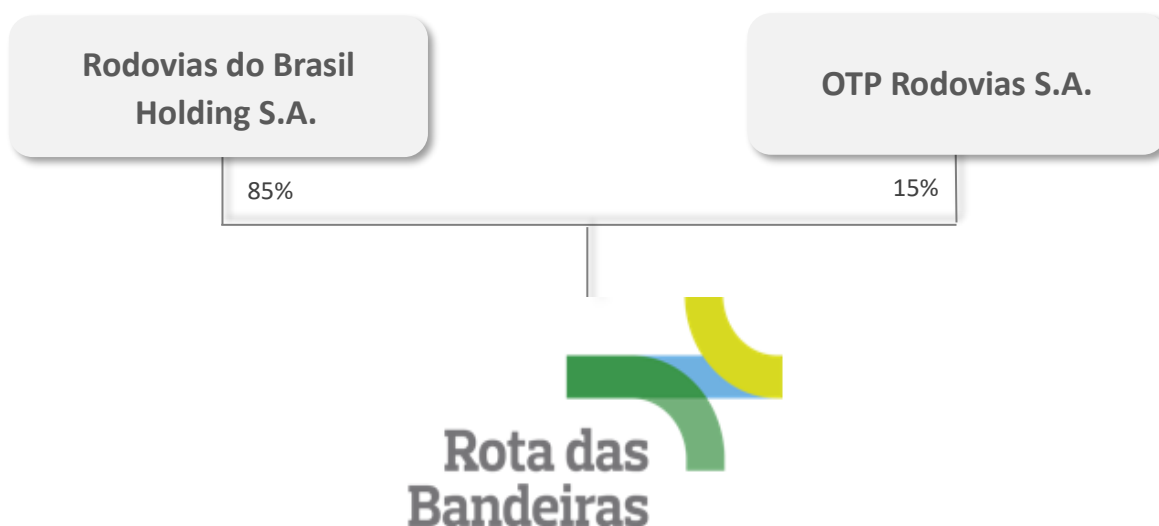 Rodovias do Brasil
Holding S.A.
OTP Rodovias S.A.
85%
15%
Rota das
Bandeiras